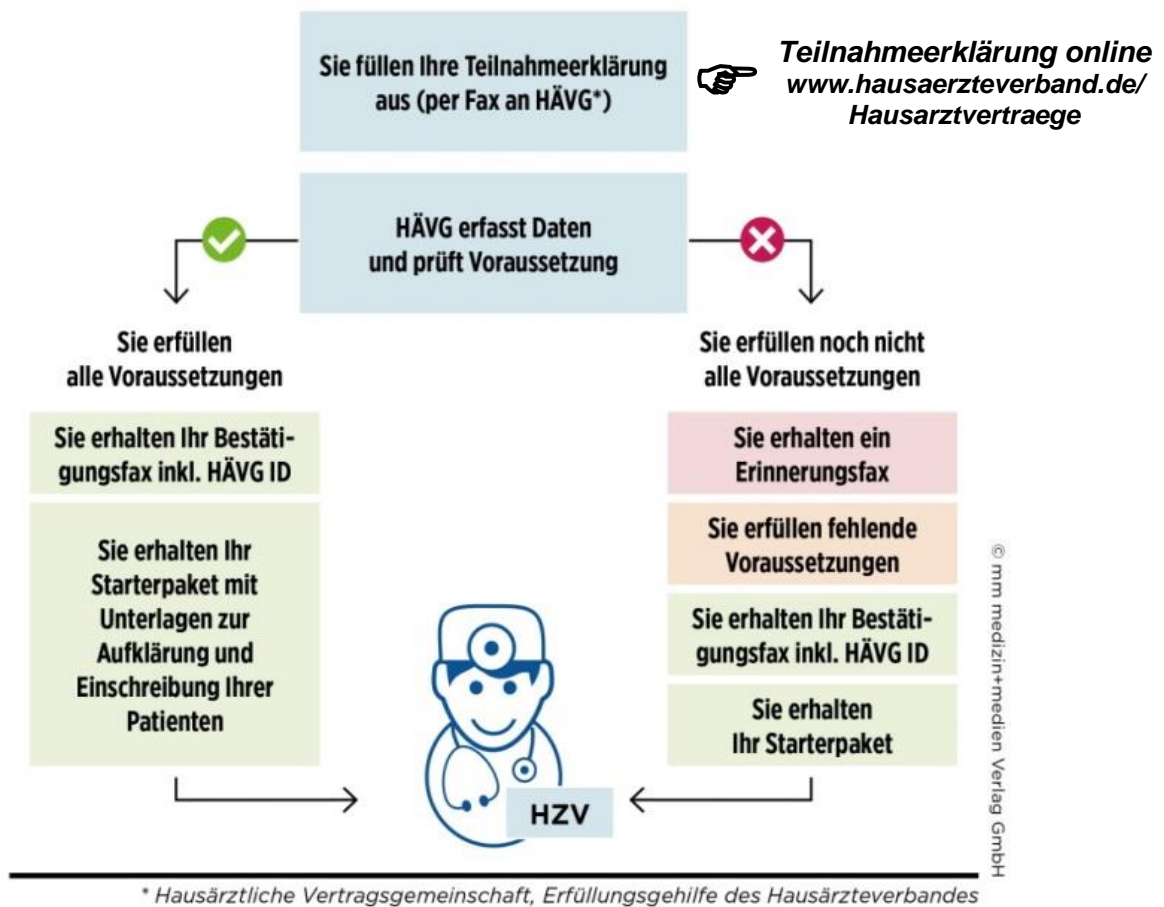 Sie füllen Ihre Teilnahmeerklärung
aus (per Fax an HÄVG*)
Teilnahmeerklärung online
www.hausaerzteverband.de/
Hausarztvertraege
HÄVG erfasst Daten
und prüft Voraussetzung
Sie erfüllen
alle Voraussetzungen
Sie erhalten Ihr Bestäti-
gungsfax inkl. HÄVG ID
Sie erhalten Ihr
Starterpaket mit
Unterlagen zur
Aufklärung und
Einschreibung Ihrer
Patienten
Sie erfüllen noch nicht
alle Voraussetzungen
Sie erhalten ein
Erinnerungsfax
Sie erfüllen fehlende
Voraussetzungen
Sie erhalten Ihr Bestäti-
gungsfax inkl. HÄVG ID
Sie erhalten
Ihr Starterpaket
HZV
© mm medizin+medien Verlag GmbH
* Hausärztliche Vertragsgemeinschaft, Erfüllungsgehilfe des Hausärzteverbandes